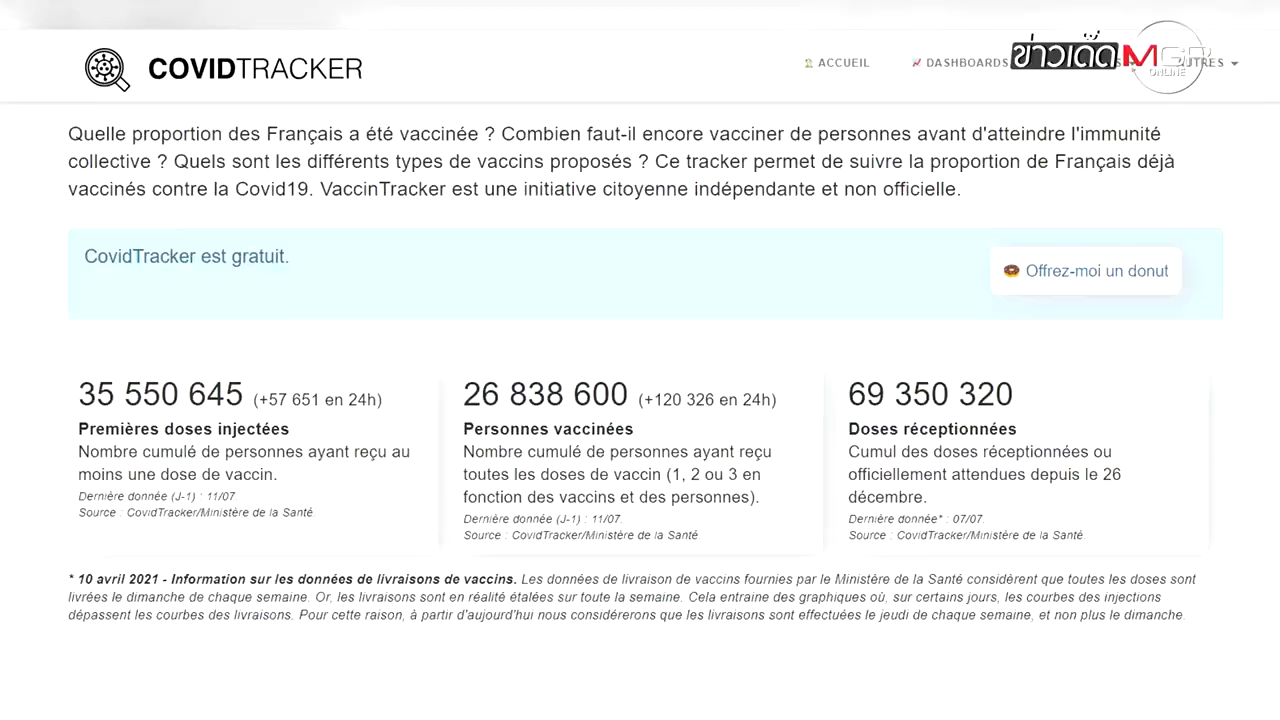 COVIDTRACKER
ACCUEIL
DASHBOARDS
ข่าวเด็ด MGR
ONLINE
Quelle proportion des Français a été vaccinée ? Combien faut-il encore vacciner de personnes avant d'atteindre l'immunité
collective ? Quels sont les différents types de vaccins proposés ? Ce tracker permet de suivre la proportion de Français déjà
vaccinés contre la Covid19. VaccinTracker est une initiative citoyenne indépendante et non officielle.
CovidTracker est gratuit.
Offrez-moi un donut
35 550 645 (+57 651 en 24h)
Premières doses injectées
Nombre cumulé de personnes ayant reçu au
moins une dose de vaccin.
Dernière donnée (J-1) : 11/07.
Source : CovidTracker/Ministère de la Santé.
26 838 600 (+120 326 en 24h)
Personnes vaccinées
Nombre cumulé de personnes ayant reçu
toutes les doses de vaccin (1, 2 ou 3 en
fonction des vaccins et des personnes).
Dernière donnée (J-1) : 11/07.
Source : CovidTracker/Ministère de la Santé
69 350 320
Doses réceptionnées
Cumul des doses réceptionnées ou
officiellement attendues depuis le 26
décembre.
Dernière donnée* : 07/07.
Source : CovidTracker/Ministère de la Santé.
* 10 avril 2021 - Information sur les données de livraisons de vaccins. Les données de livraison de vaccins fournies par le Ministère de la Santé considèrent que toutes les doses sont
livrées le dimanche de chaque semaine. Or, les livraisons sont en réalité étalées sur toute la semaine. Cela entraine des graphiques où, sur certains jours, les courbes des injections
dépassent les courbes des livraisons. Pour cette raison, à partir d'aujourd'hui nous considérerons que les livraisons sont effectuées le jeudi de chaque semaine, et non plus le dimanche.